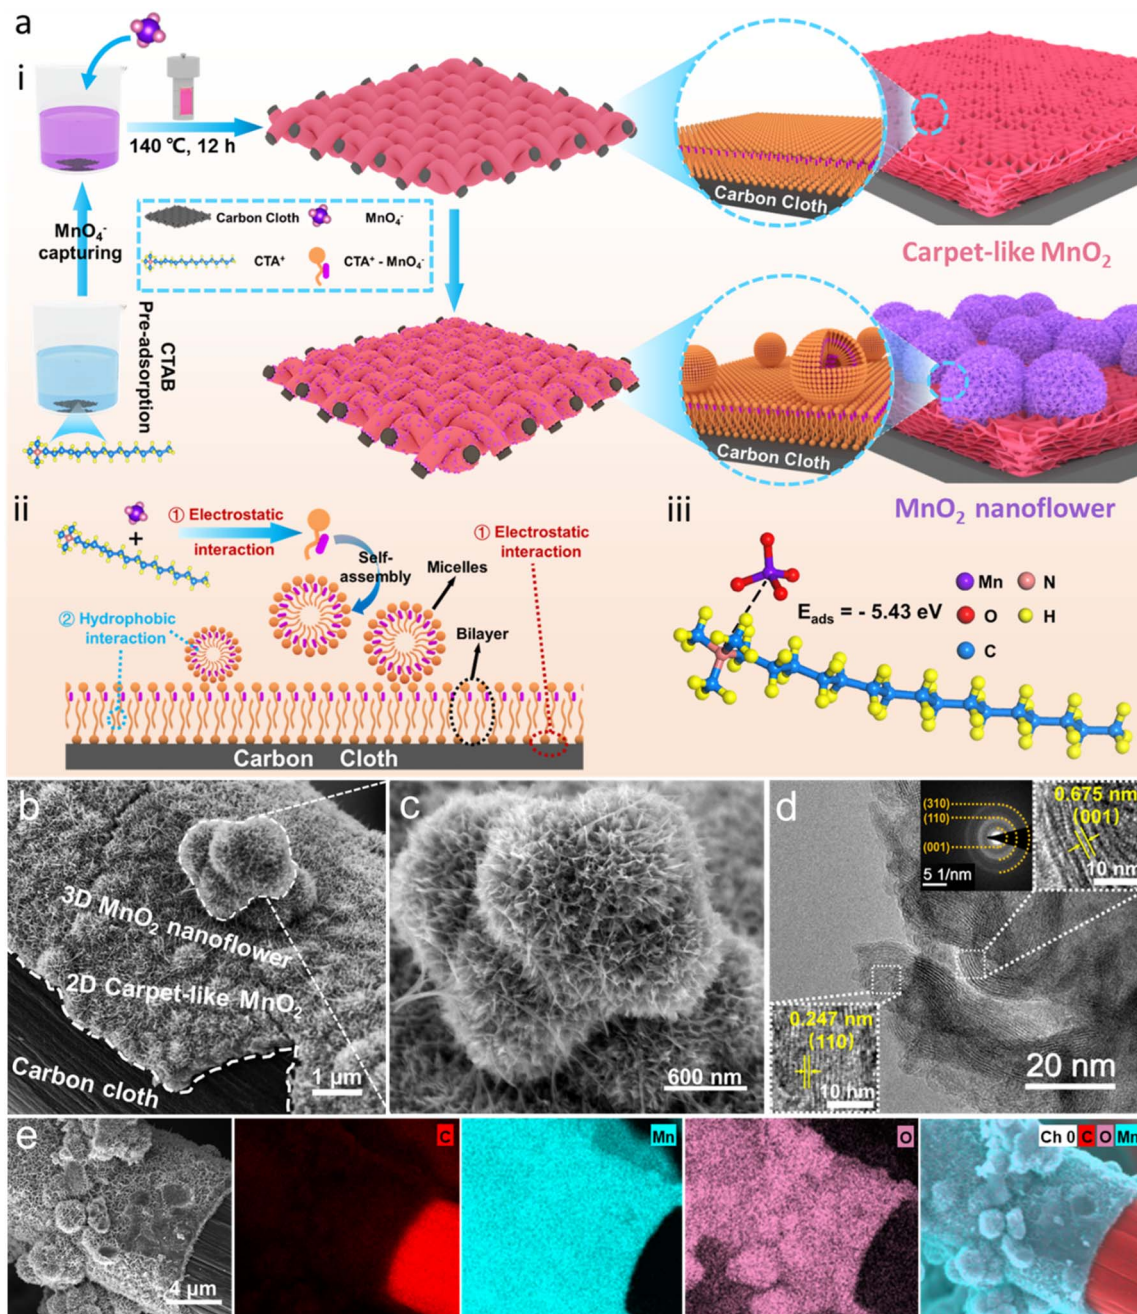 a
i
140 ℃, 12 h
MnO₄⁻
capturing
Carbon Cloth
MnO₄⁻
CTA⁺
CTA⁺ - MnO₄⁻
CTAB
Pre-adsorption
Carbon Cloth
Carpet-like MnO₂
Carbon Cloth
MnO₂ nanoflower
ii
① Electrostatic
interaction
+
Self-
assembly
Micelles
① Electrostatic
interaction
② Hydrophobic
interaction
Bilayer
Carbon Cloth
iii
E_ads = - 5.43 eV
Mn
N
O
H
C
b
3D MnO₂ nanoflower
2D Carpet-like MnO₂
Carbon cloth
1 µm
c
600 nm
d
(310)
(110)
(001)
5 1/nm
0.675 nm
(001)
10 nm
0.247 nm
(110)
10 nm
20 nm
e
4 µm
C
Mn
O
Ch 0 C O Mn